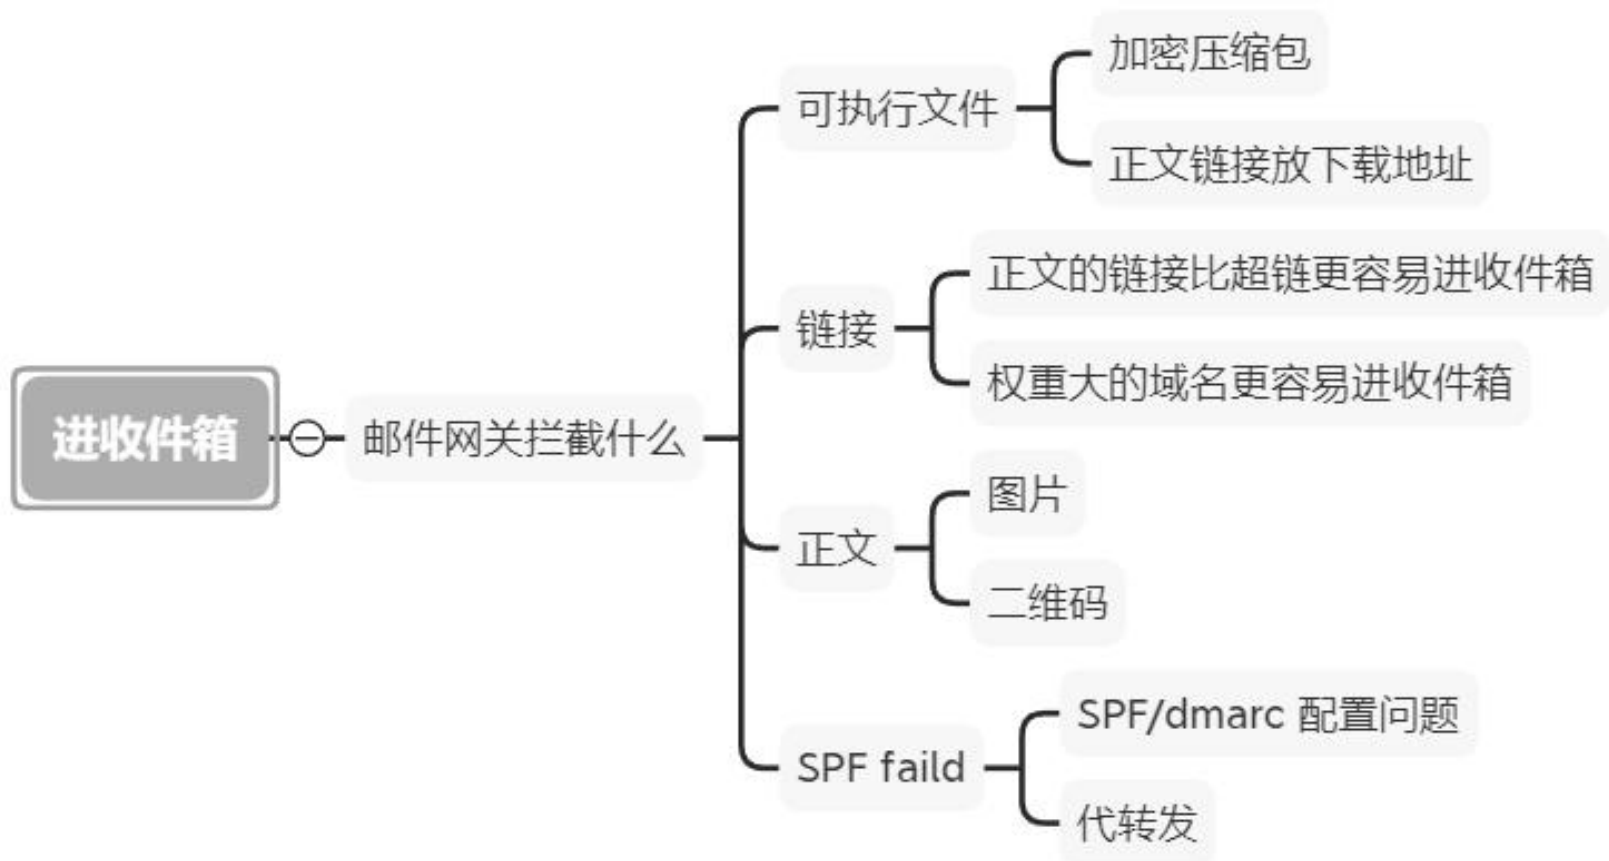 进收件箱
邮件网关拦截什么
可执行文件
加密压缩包
正文链接放下载地址
链接
正文的链接比超链更容易进收件箱
权重大的域名更容易进收件箱
正文
图片
二维码
SPF faild
SPF/dmarc 配置问题
代转发